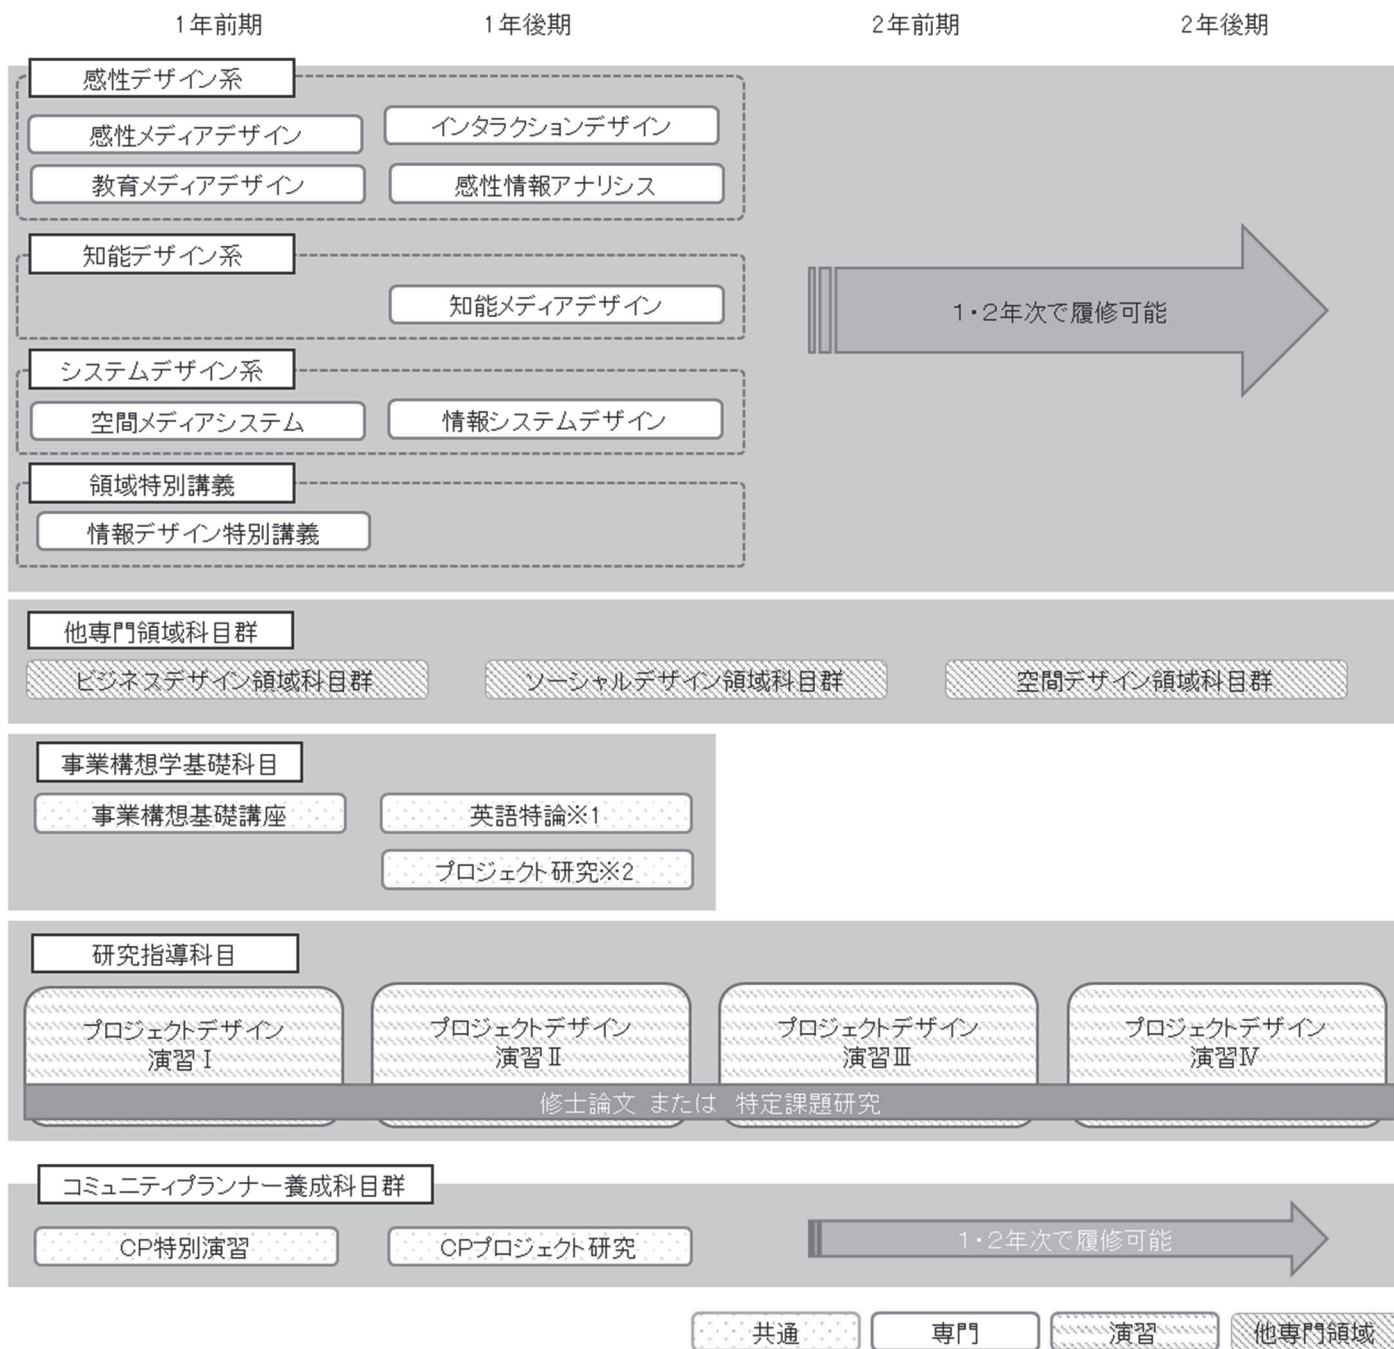 1年前期
1年後期
2年前期
2年後期
感性デザイン系
感性メディアデザイン
インタラクションデザイン
教育メディアデザイン
感性情報アナリシス
知能デザイン系
知能メディアデザイン
1・2年次で履修可能
システムデザイン系
空間メディアシステム
情報システムデザイン
領域特別講義
情報デザイン特別講義
他専門領域科目群
ビジネスデザイン領域科目群
ソーシャルデザイン領域科目群
空間デザイン領域科目群
事業構想学基礎科目
事業構想基礎講座
英語特論※1
プロジェクト研究※2
研究指導科目
プロジェクトデザイン
演習Ⅰ
プロジェクトデザイン
演習Ⅱ
プロジェクトデザイン
演習Ⅲ
プロジェクトデザイン
演習Ⅳ
修士論文 または 特定課題研究
コミュニティプランナー養成科目群
CP特別演習
CPプロジェクト研究
1・2年次で履修可能
共通
専門
演習
他専門領域